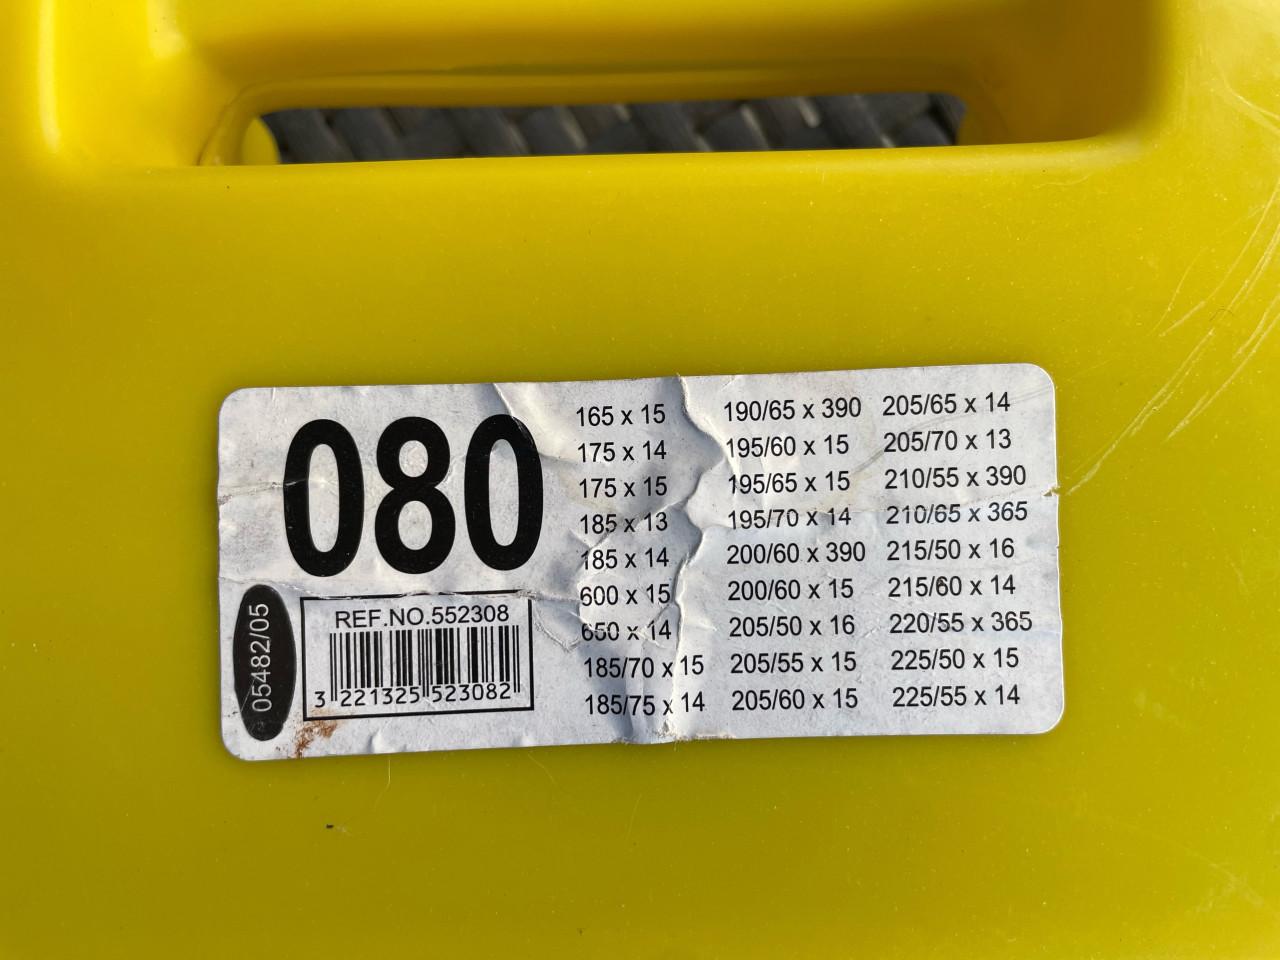 080
05482/05
REF.NO.552308
3 221325 523082
165 x 15
175 x 14
175 x 15
185 x 13
185 x 14
600 x 15
650 x 14
185/70 x 15
185/75 x 14
190/65 x 390
195/60 x 15
195/65 x 15
195/70 x 14
200/60 x 390
200/60 x 15
205/50 x 16
205/55 x 15
205/60 x 15
205/65 x 14
205/70 x 13
210/55 x 390
210/65 x 365
215/50 x 16
215/60 x 14
220/55 x 365
225/50 x 15
225/55 x 14